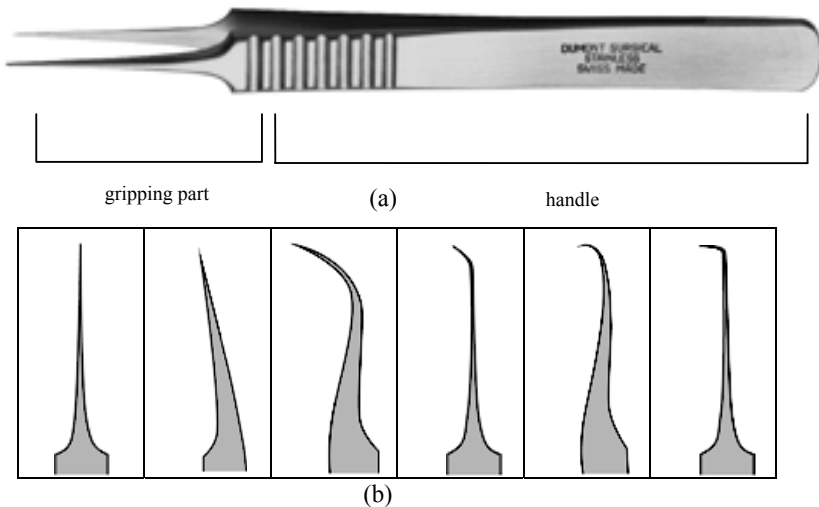 DUMONT SURGICAL
STAINLESS
SWISS MADE
gripping part
(a)
handle
(b)